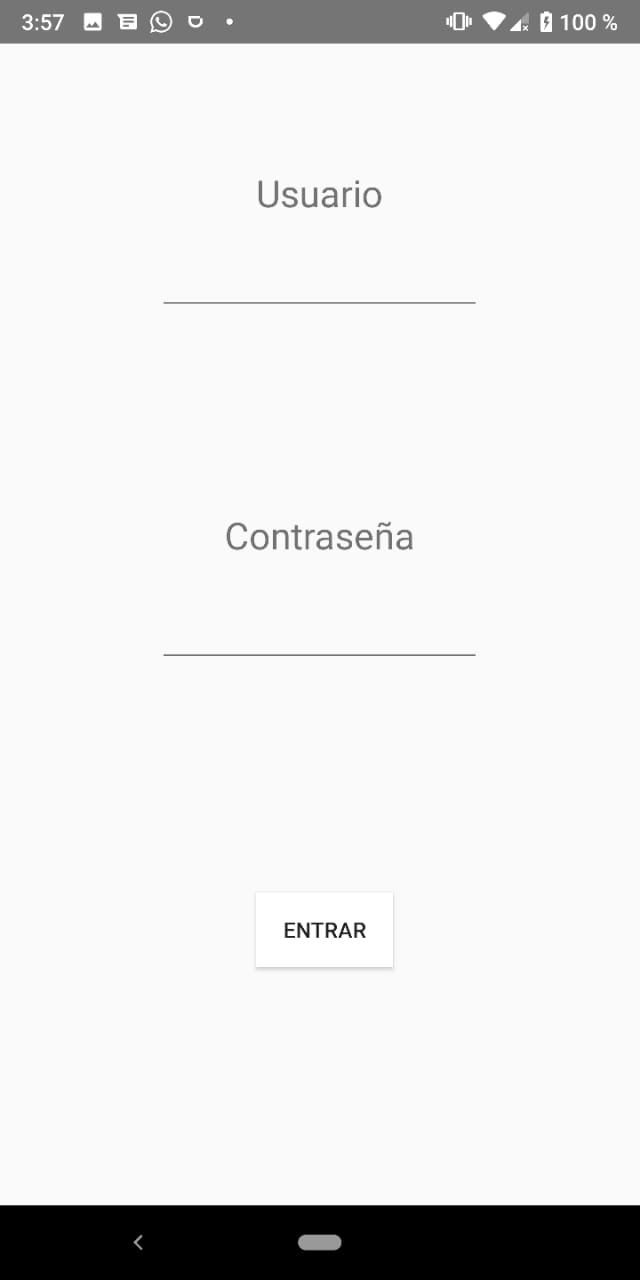 3:57 100 %
Usuario
Contraseña
ENTRAR